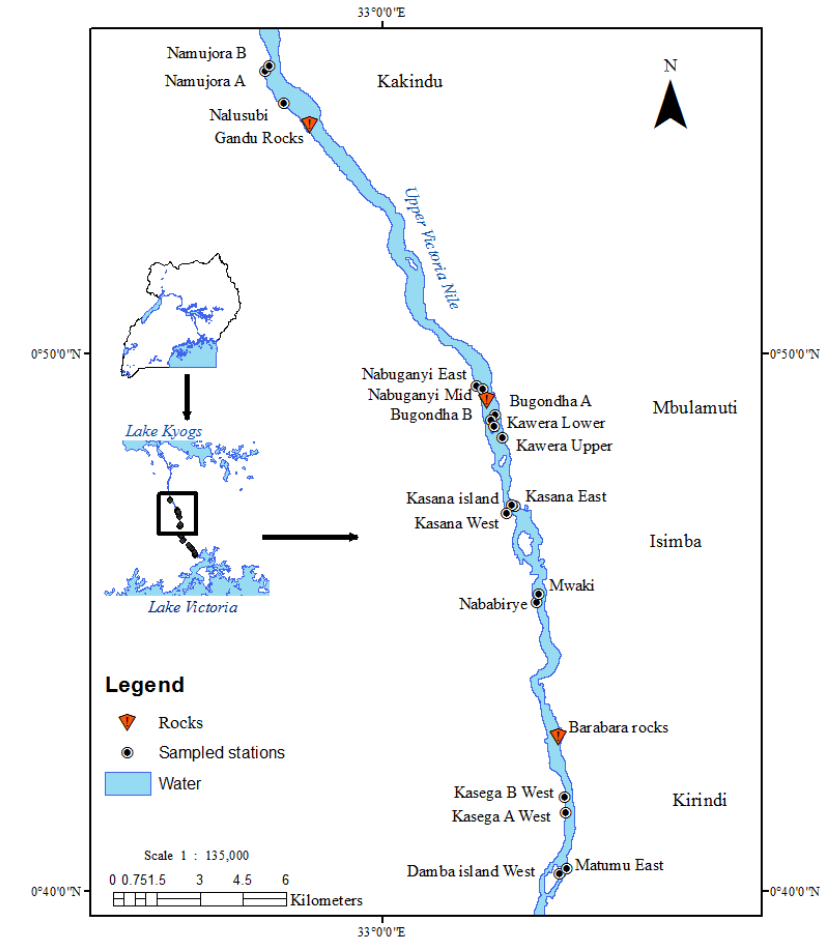 33°0'0"E
N
Namujora B
Namujora A
Kakindu
Nalusubi
Gandu Rocks
Upper Victoria Nile
0°50'0"N
0°50'0"N
Nabuganyi East
Nabuganyi Mid
Bugondha A
Bugondha B
Kawera Lower
Kawera Upper
Mbulamuti
Lake Kyogs
Kasana island
Kasana East
Kasana West
Isimba
Mwaki
Nababirye
Lake Victoria
Legend
Rocks
Sampled stations
Water
Barabara rocks
Kasega B West
Kasega A West
Kirindi
Scale 1 : 135,000
0 0.751.5 3 4.5 6
Kilometers
Damba island West
Matumu East
0°40'0"N
0°40'0"N
33°0'0"E